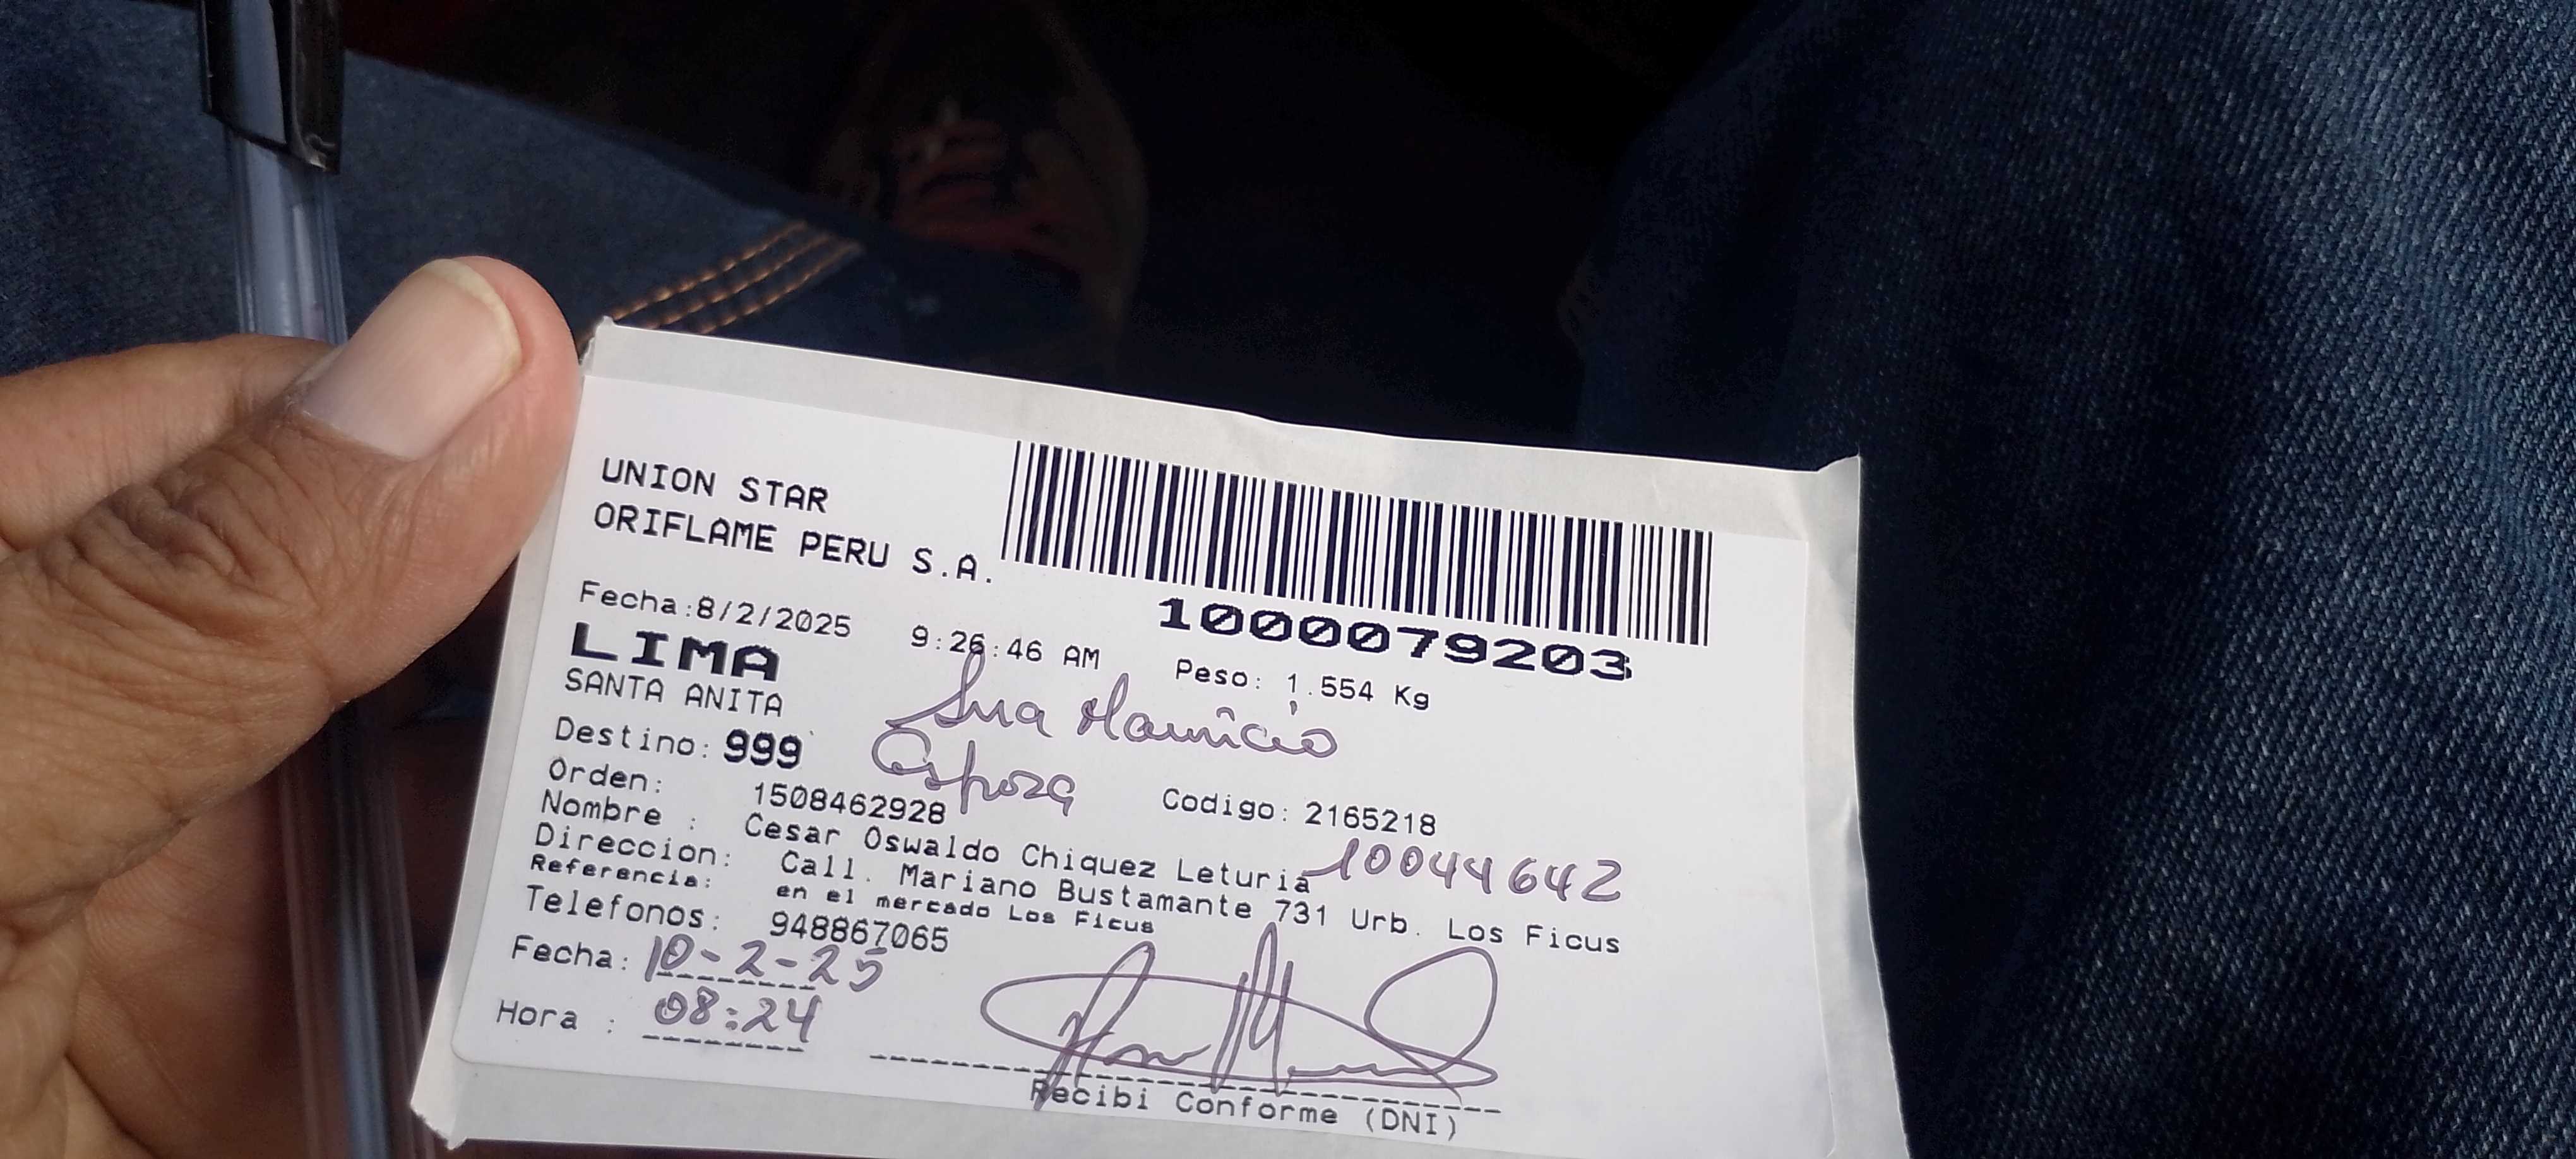 UNION STAR
ORIFLAME PERU S.A.
1000079203
Fecha:8/2/2025 9:26:46 AM Peso: 1.554 Kg
LIMA
SANTA ANITA
Ana Mauricio
Esposa
Destino: 999
Orden: 1508462928 Codigo: 2165218
Nombre : Cesar Oswaldo Chiquez Leturia 10044642
Direccion: Call. Mariano Bustamante 731 Urb. Los Ficus
Referencia: en el mercado Los Ficus
Telefonos: 948867065
Fecha: 10-2-25
Hora : 08:24
Recibi Conforme (DNI)